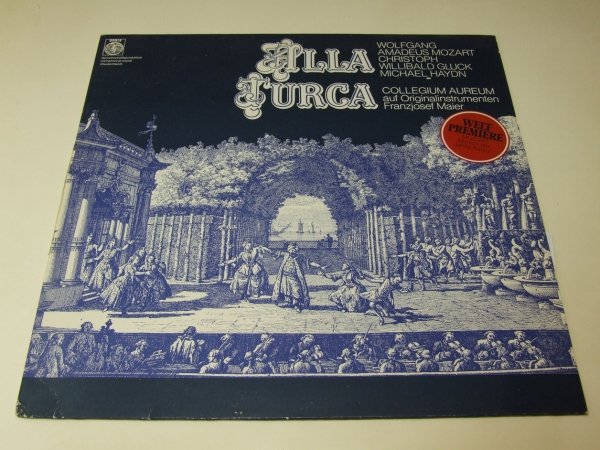 ALLA
TURCA
WOLFGANG
AMADEUS MOZART
CHRISTOPH
WILLIBALD GLUCK
MICHAEL HAYDN
COLLEGIUM AUREUM
auf Originalinstrumenten
Franzjosef Maier
WELT
PREMIERE